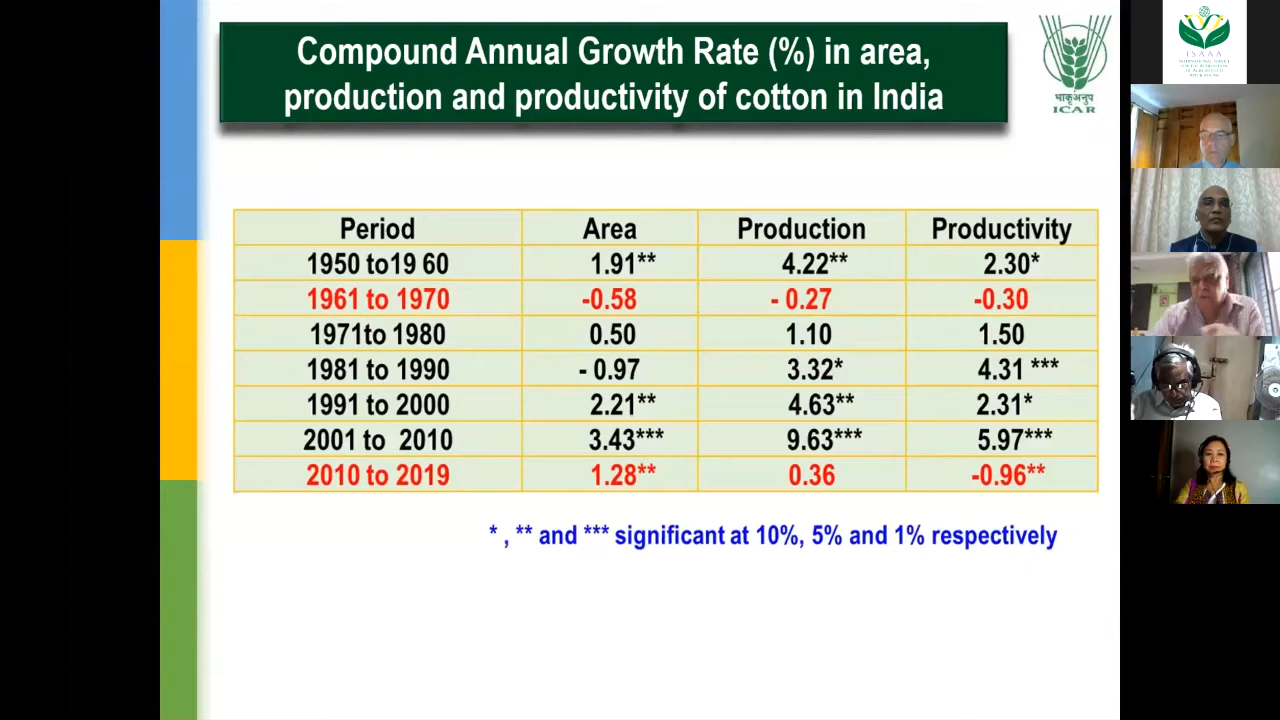 Compound Annual Growth Rate (%) in area,
production and productivity of cotton in India
भाकृअनुप
ICAR
Period Area Production Productivity
1950 to19 60 1.91** 4.22** 2.30*
1961 to 1970 -0.58 - 0.27 -0.30
1971to 1980 0.50 1.10 1.50
1981 to 1990 - 0.97 3.32* 4.31 ***
1991 to 2000 2.21** 4.63** 2.31*
2001 to 2010 3.43*** 9.63*** 5.97***
2010 to 2019 1.28** 0.36 -0.96**
* , ** and *** significant at 10%, 5% and 1% respectively
ISAAA